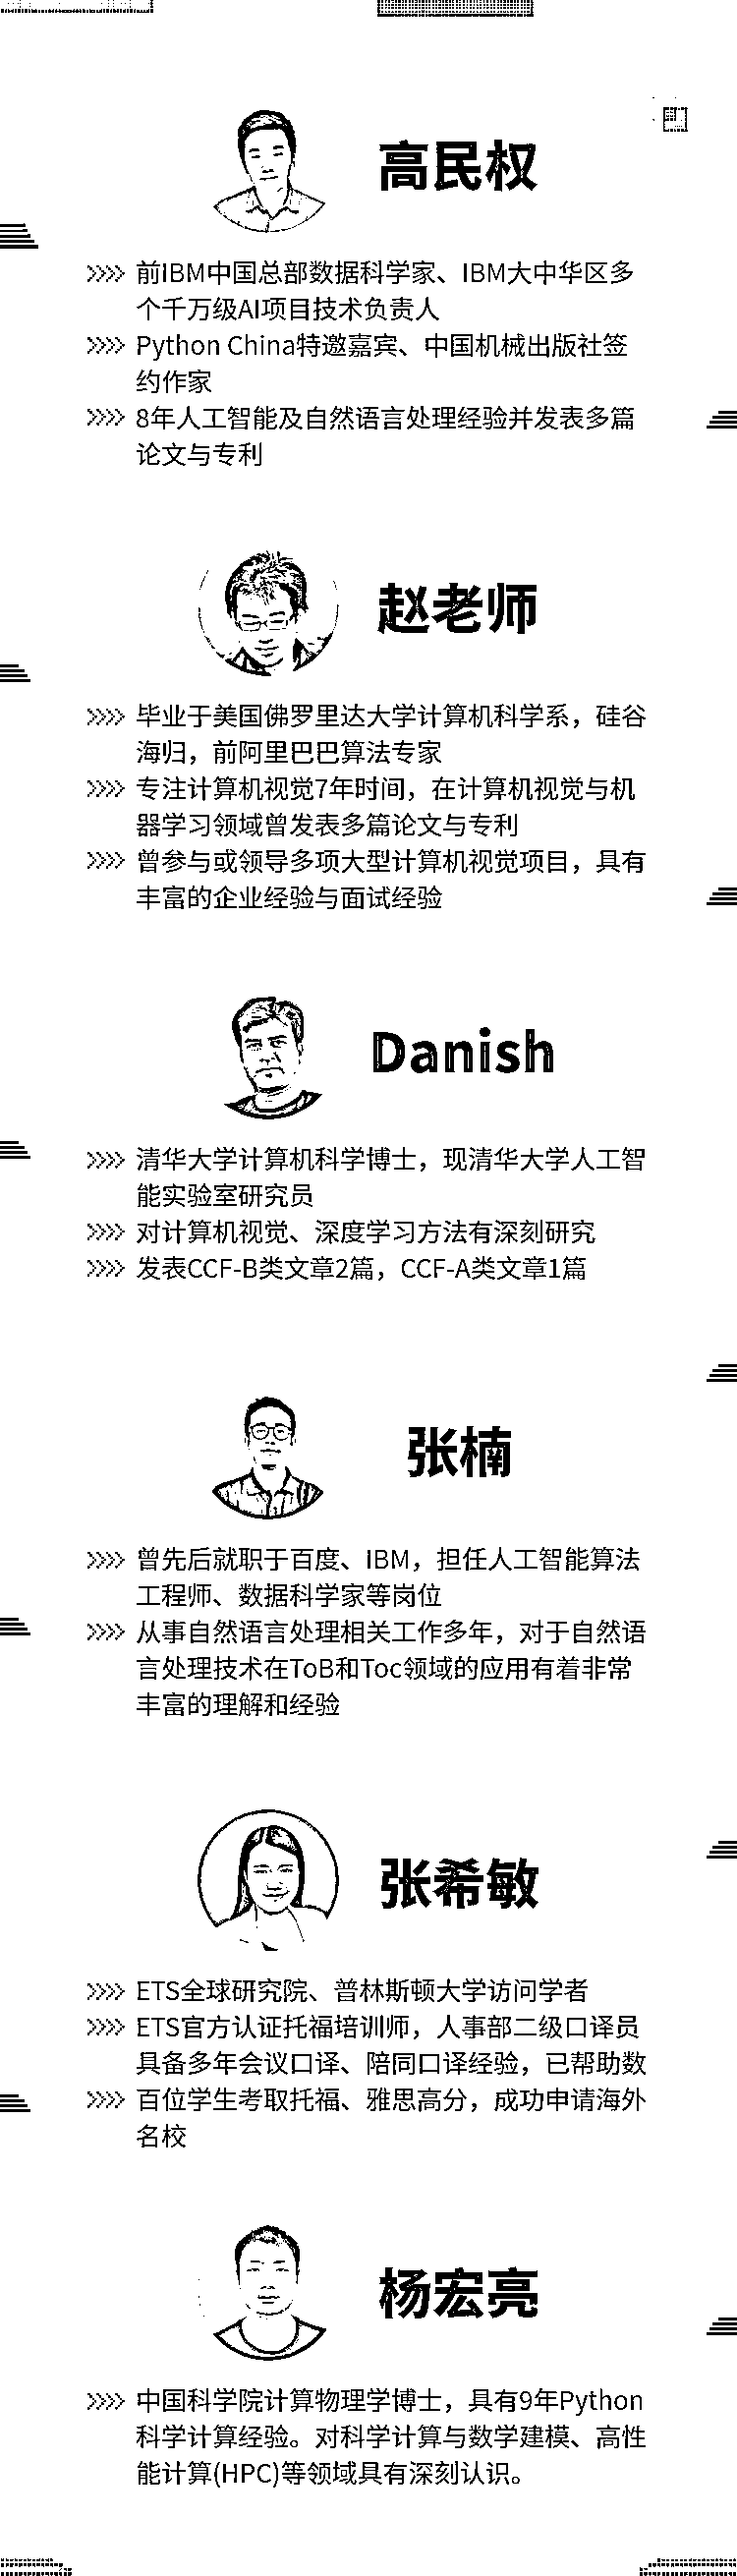 高民权
前IBM中国总部数据科学家、IBM大中华区多
个千万级AI项目技术负责人
Python China特邀嘉宾、中国机械出版社签
约作家
8年人工智能及自然语言处理经验并发表多篇
论文与专利
赵老师
毕业于美国佛罗里达大学计算机科学系，硅谷
海归，前阿里巴巴算法专家
专注计算机视觉7年时间，在计算机视觉与机
器学习领域曾发表多篇论文与专利
曾参与或领导多项大型计算机视觉项目，具有
丰富的企业经验与面试经验
Danish
清华大学计算机科学博士，现清华大学人工智
能实验室研究员
对计算机视觉、深度学习方法有深刻研究
发表CCF-B类文章2篇，CCF-A类文章1篇
张楠
曾先后就职于百度、IBM，担任人工智能算法
工程师、数据科学家等岗位
从事自然语言处理相关工作多年，对于自然语
言处理技术在ToB和Toc领域的应用有着非常
丰富的理解和经验
张希敏
ETS全球研究院、普林斯顿大学访问学者
ETS官方认证托福培训师，人事部二级口译员
具备多年会议口译、陪同口译经验，已帮助数
百位学生考取托福、雅思高分，成功申请海外
名校
杨宏亮
中国科学院计算物理学博士，具有9年Python
科学计算经验。对科学计算与数学建模、高性
能计算(HPC)等领域具有深刻认识。